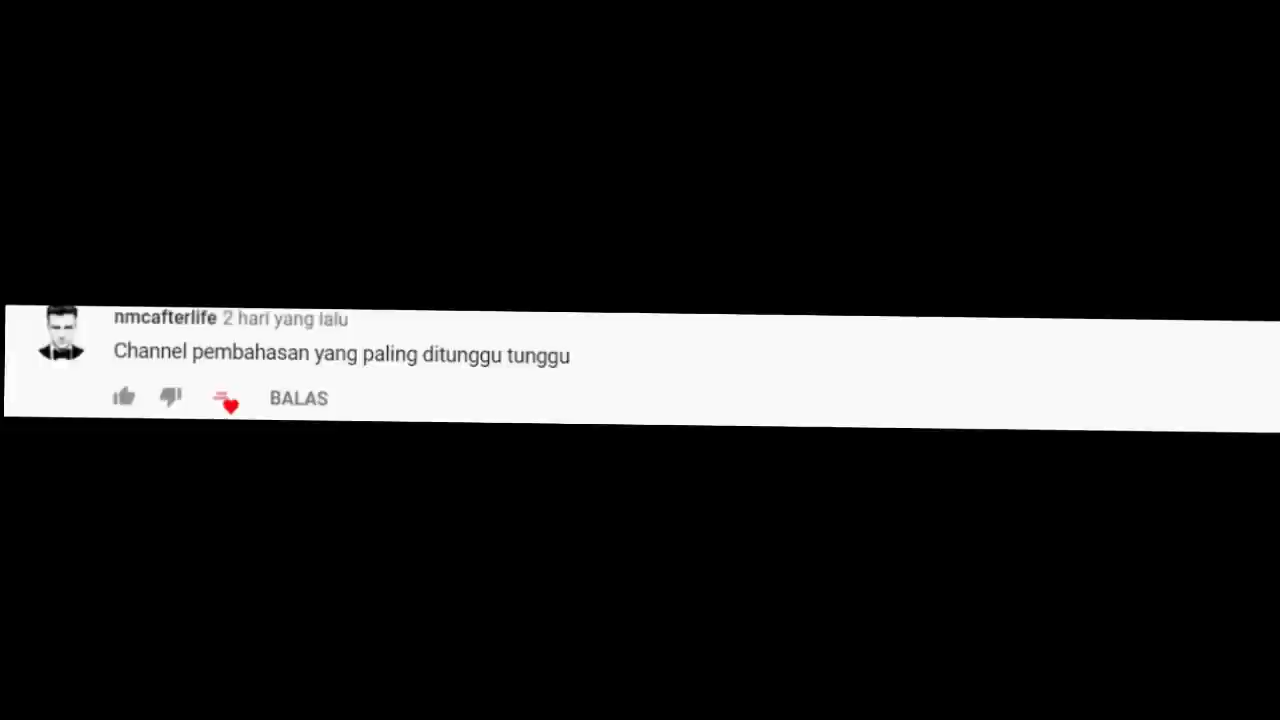 nmcafterlife 2 hari yang lalu
Channel pembahasan yang paling ditunggu tunggu
BALAS